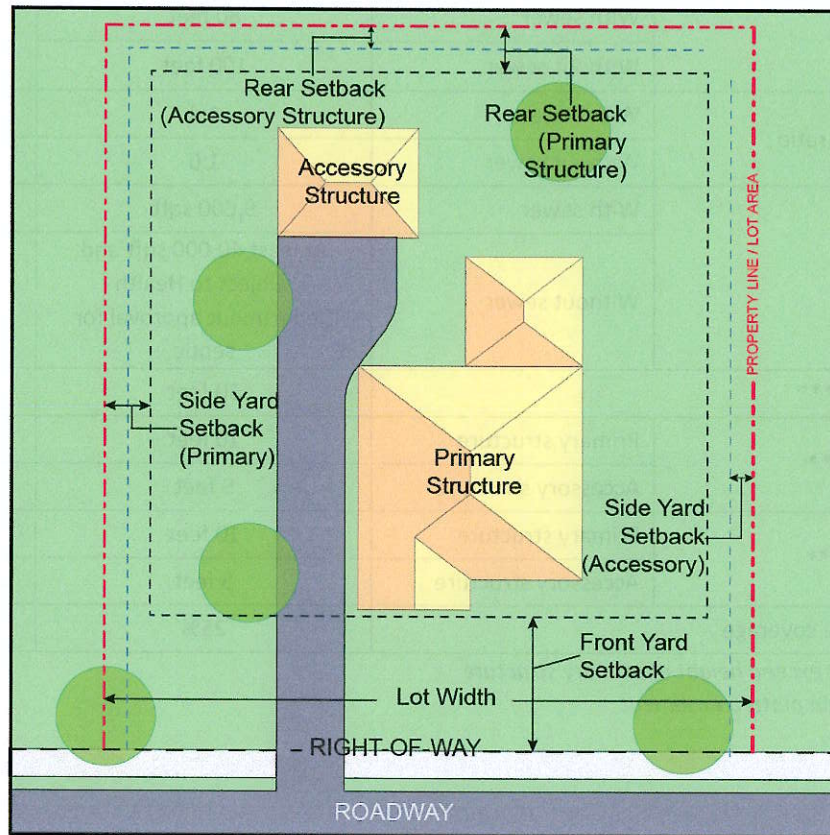 Rear Setback
(Accessory Structure)
Rear Setback
(Primary
Structure)
Accessory
Structure
PROPERTY LINE / LOT AREA
Side Yard
Setback
(Primary)
Primary
Structure
Side Yard
Setback
(Accessory)
Front Yard
Setback
Lot Width
RIGHT-OF-WAY
ROADWAY